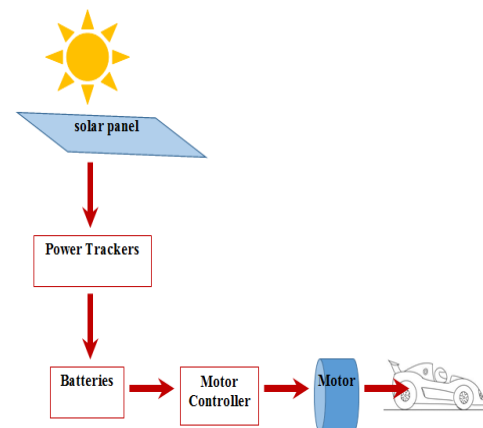 solar panel
Power Trackers
Batteries
Motor
Controller
Motor